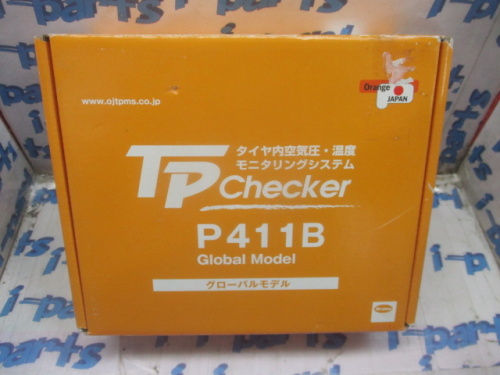 www.ojtpms.co.jp
Orange
JAPAN
タイヤ内空気圧・温度
モニタリングシステム
TP Checker
P411B
Global Model
グローバルモデル
i-parts